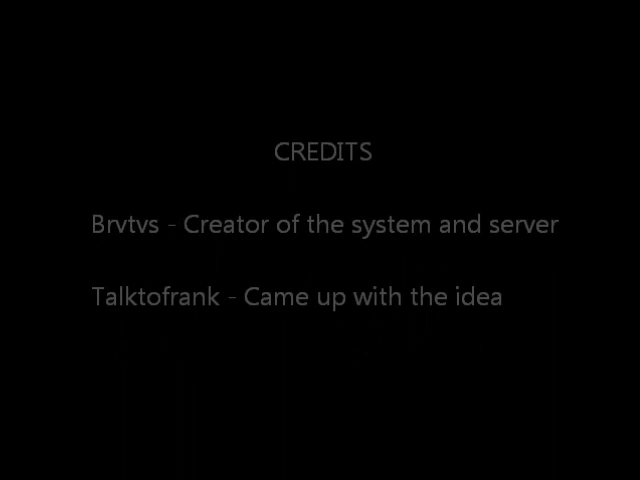 CREDITS
Brvtvs - Creator of the system and server
Talktofrank - Came up with the idea